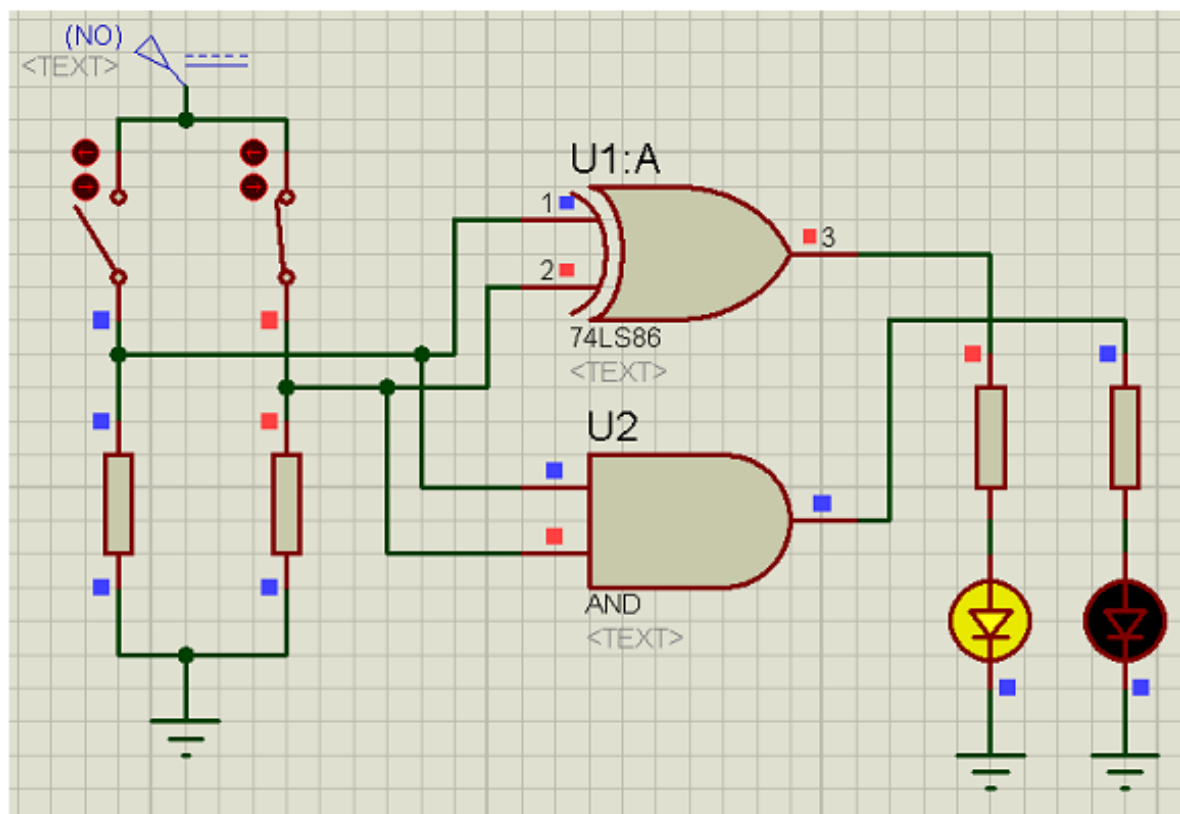 (NO)
<TEXT>
U1:A
1
3
2
74LS86
<TEXT>
U2
AND
<TEXT>